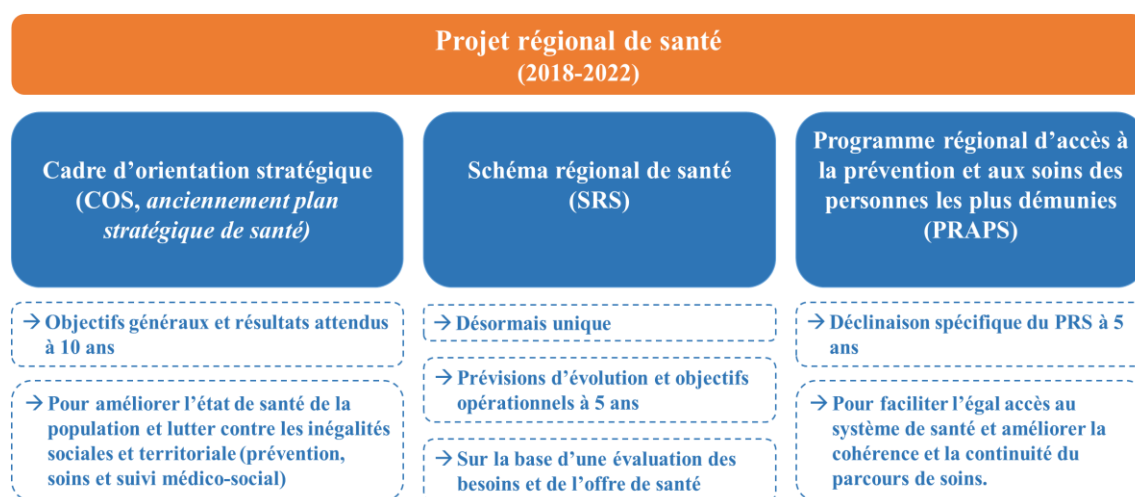 Projet régional de santé
(2018-2022)
Cadre d’orientation stratégique
(COS, anciennement plan
stratégique de santé)
→ Objectifs généraux et résultats attendus
à 10 ans
→ Pour améliorer l’état de santé de la
population et lutter contre les inégalités
sociales et territoriale (prévention,
soins et suivi médico-social)
Schéma régional de santé
(SRS)
→ Désormais unique
→ Prévisions d’évolution et objectifs
opérationnels à 5 ans
→ Sur la base d’une évaluation des
besoins et de l’offre de santé
Programme régional d’accès à
la prévention et aux soins des
personnes les plus démunies
(PRAPS)
→ Déclinaison spécifique du PRS à 5
ans
→ Pour faciliter l’égal accès au
système de santé et améliorer la
cohérence et la continuité du
parcours de soins.